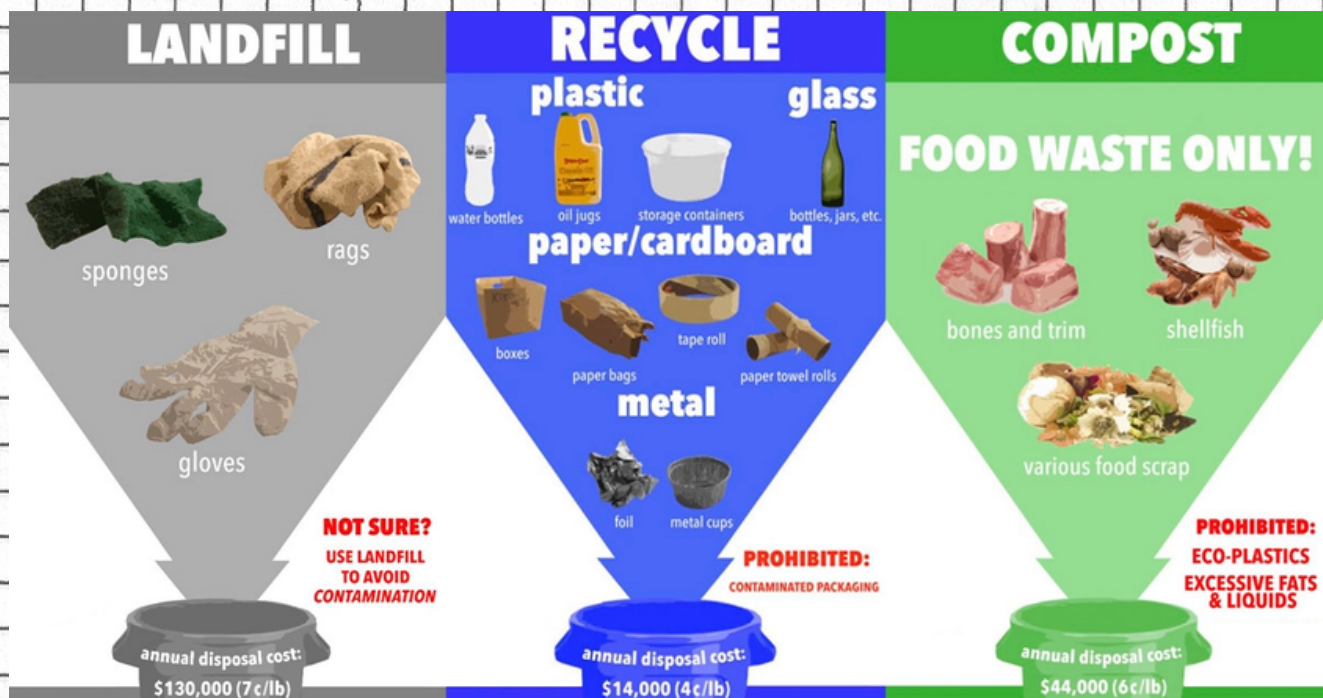 LANDFILL
sponges
rags
gloves
NOT SURE?
USE LANDFILL
TO AVOID
CONTAMINATION
annual disposal cost:
$130,000 (7c/lb)
RECYCLE
plastic
glass
water bottles
oil jugs
storage containers
bottles, jars, etc.
paper/cardboard
boxes
paper bags
tape roll
paper towel rolls
metal
foil
metal cups
PROHIBITED:
CONTAMINATED PACKAGING
annual disposal cost:
$14,000 (4c/lb)
COMPOST
FOOD WASTE ONLY!
bones and trim
shellfish
various food scrap
PROHIBITED:
ECO-PLASTICS
EXCESSIVE FATS
& LIQUIDS
annual disposal cost:
$44,000 (6c/lb)